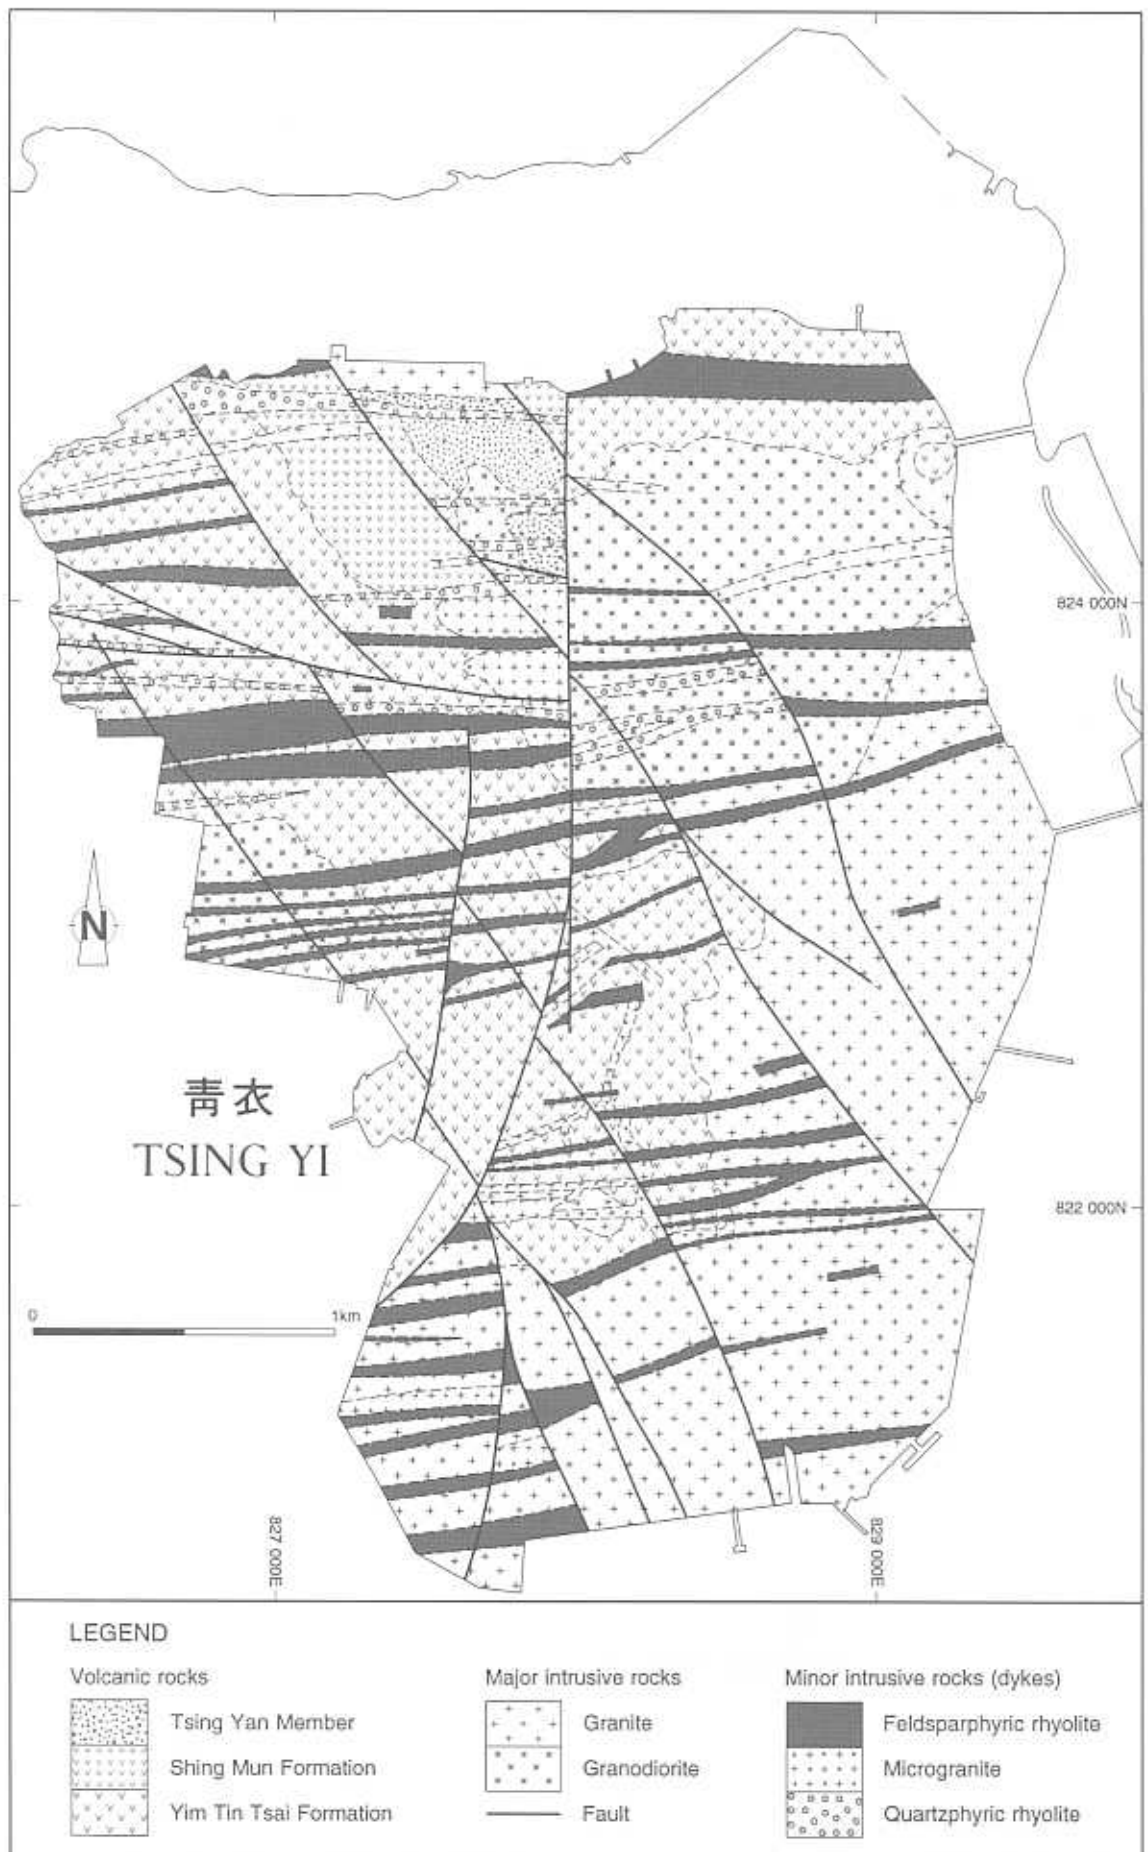 824 000N
N
青衣
TSING YI
822 000N
0 1km
827 000E
829 000E
LEGEND
Volcanic rocks
Tsing Yan Member
Shing Mun Formation
Yim Tin Tsai Formation
Major intrusive rocks
Granite
Granodiorite
Fault
Minor intrusive rocks (dykes)
Feldsparphyric rhyolite
Microgranite
Quartzphyric rhyolite